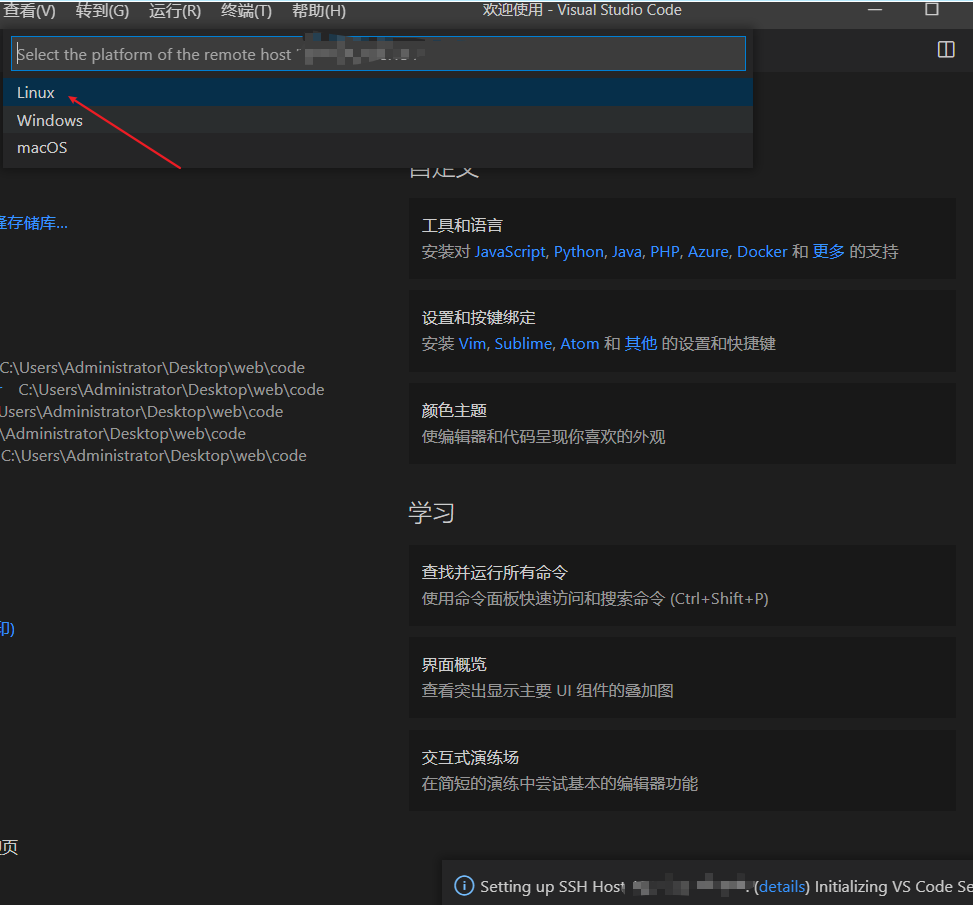 查看(V) 转到(G) 运行(R) 终端(T) 帮助(H) 欢迎使用 - Visual Studio Code
Select the platform of the remote host
Linux
Windows
macOS
自定义
存储库...
工具和语言
安装对 JavaScript, Python, Java, PHP, Azure, Docker 和 更多 的支持
设置和按键绑定
安装 Vim, Sublime, Atom 和 其他 的设置和快捷键
C:\Users\Administrator\Desktop\web\code
C:\Users\Administrator\Desktop\web\code
Users\Administrator\Desktop\web\code
\Administrator\Desktop\web\code
C:\Users\Administrator\Desktop\web\code
颜色主题
使编辑器和代码呈现你喜欢的外观
学习
查找并运行所有命令
使用命令面板快速访问和搜索命令 (Ctrl+Shift+P)
印)
界面概览
查看突出显示主要 UI 组件的叠加图
交互式演练场
在简短的演练中尝试基本的编辑器功能
页
Setting up SSH Host . (details) Initializing VS Code Se